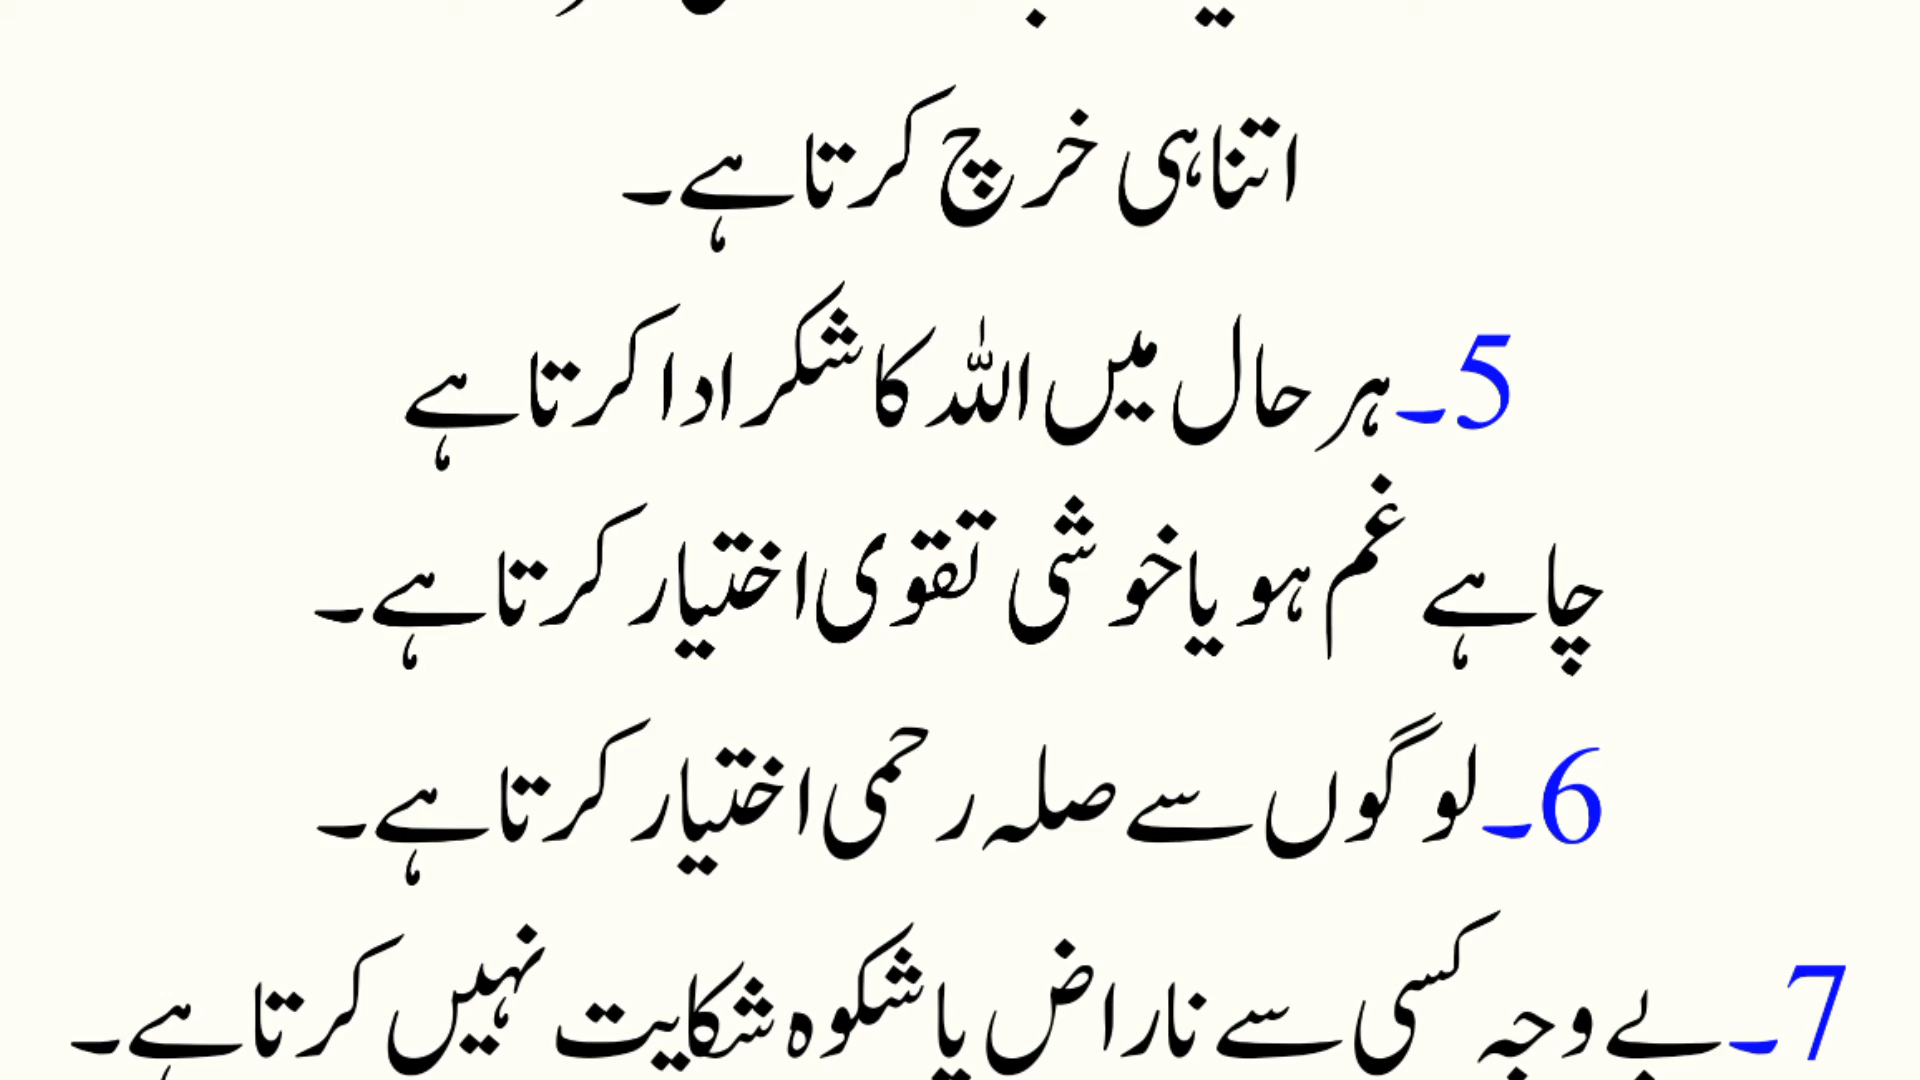 اتنا ہی خرچ کرتا ہے۔
5۔ ہر حال میں اللہ کا شکر ادا کرتا ہے
چاہے غم ہو یا خوشی تقوی اختیار کرتا ہے۔
6۔ لوگوں سے صلہ رحمی اختیار کرتا ہے۔
7۔ بے وجہ کسی سے ناراض یا شکوہ شکایت نہیں کرتا ہے۔